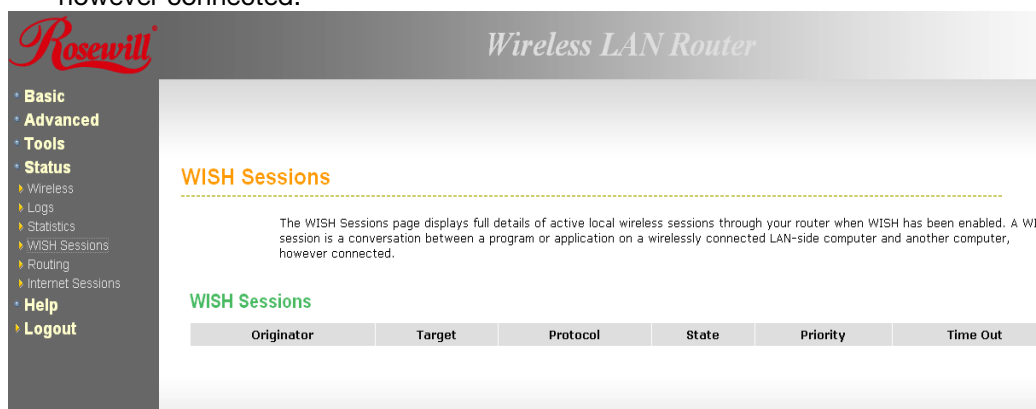 however connected.
Rosewill
Wireless LAN Router
Basic
Advanced
Tools
Status
Wireless
Logs
Statistics
WISH Sessions
Routing
Internet Sessions
Help
Logout
WISH Sessions
The WISH Sessions page displays full details of active local wireless sessions through your router when WISH has been enabled. A WI
session is a conversation between a program or application on a wirelessly connected LAN-side computer and another computer,
however connected.
WISH Sessions
Originator Target Protocol State Priority Time Out